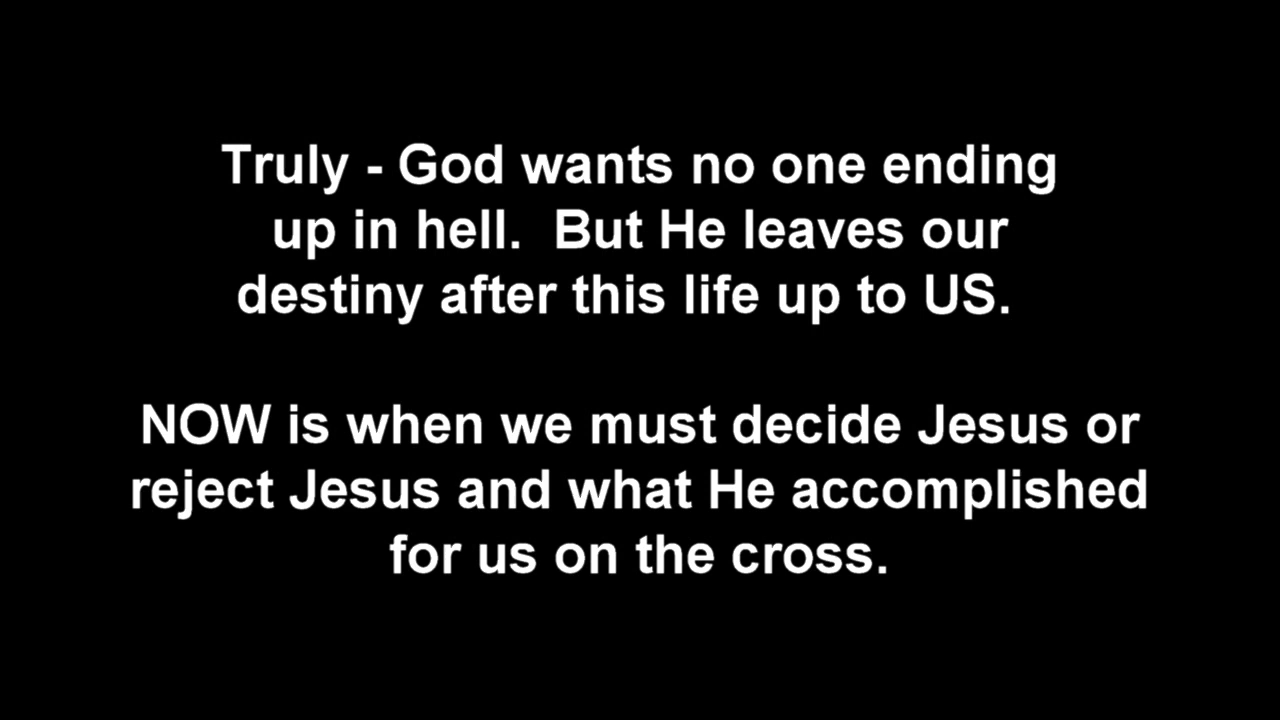 Truly - God wants no one ending
up in hell.  But He leaves our
destiny after this life up to US.
NOW is when we must decide Jesus or
reject Jesus and what He accomplished
for us on the cross.